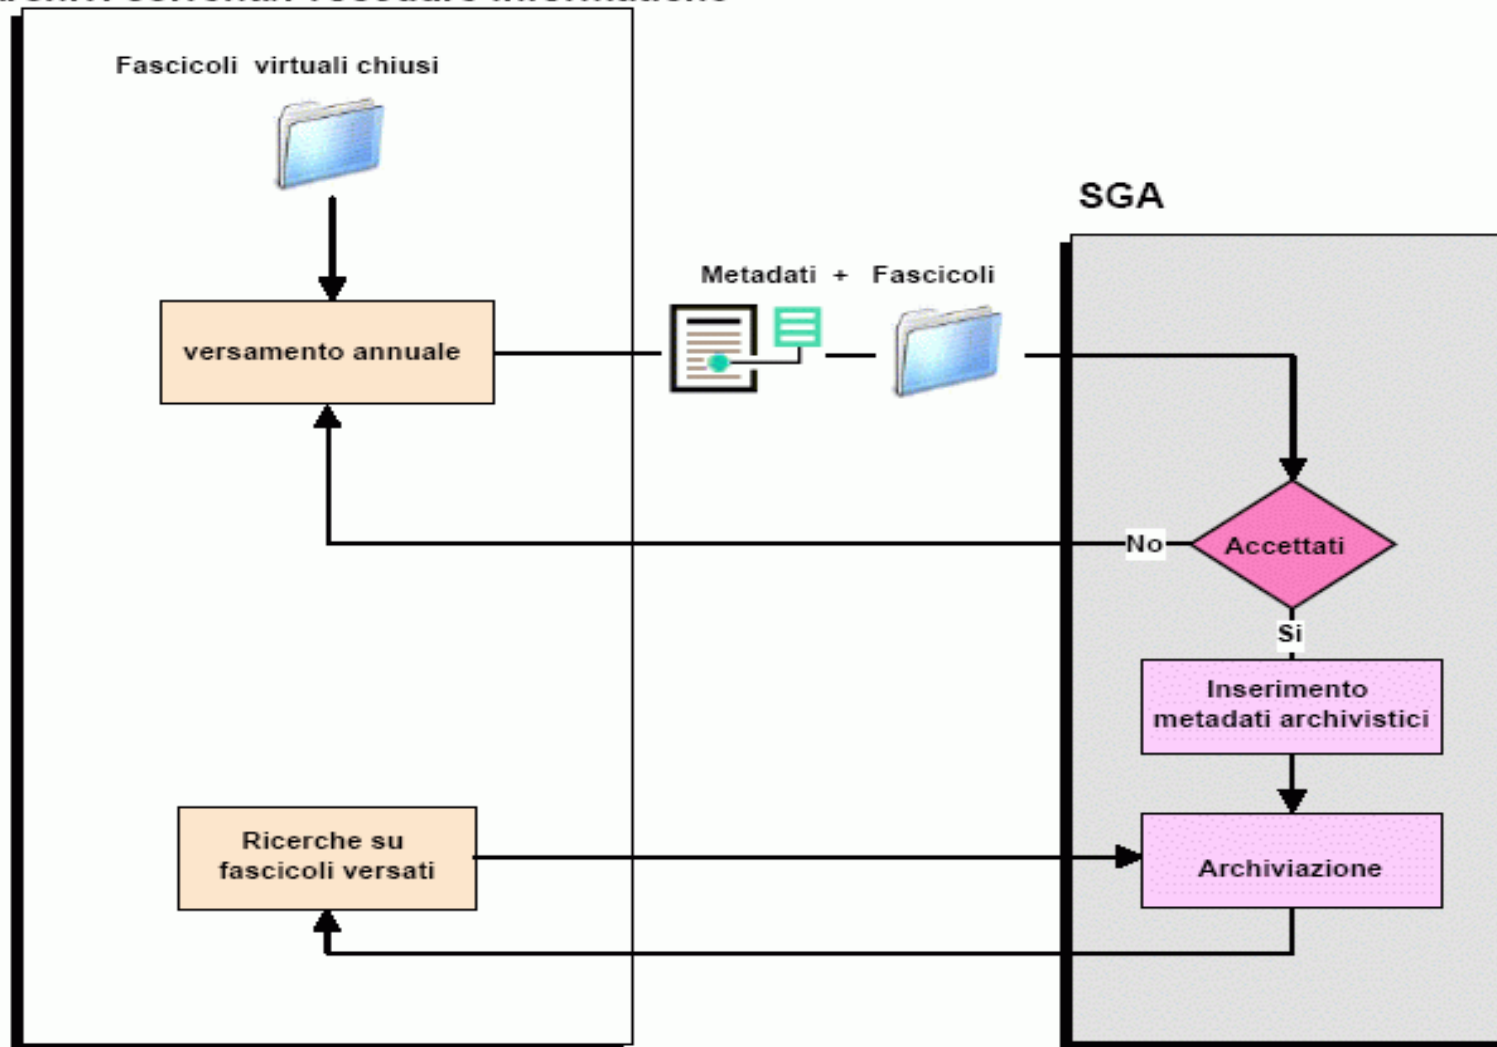 Fascicoli virtuali chiusi
SGA
Metadati + Fascicoli
versamento annuale
No
Accettati
Si
Inserimento
metadati archivistici
Ricerche su
fascicoli versati
Archiviazione